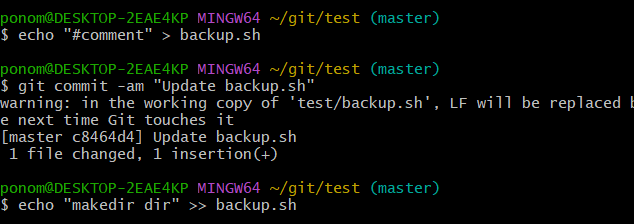 ponom@DESKTOP-2EAE4KP MINGW64 ~/git/test (master)
$ echo "#comment" > backup.sh
ponom@DESKTOP-2EAE4KP MINGW64 ~/git/test (master)
$ git commit -am "Update backup.sh"
warning: in the working copy of 'test/backup.sh', LF will be replaced b
e next time Git touches it
[master c8464d4] Update backup.sh
 1 file changed, 1 insertion(+)
ponom@DESKTOP-2EAE4KP MINGW64 ~/git/test (master)
$ echo "makedir dir" >> backup.sh